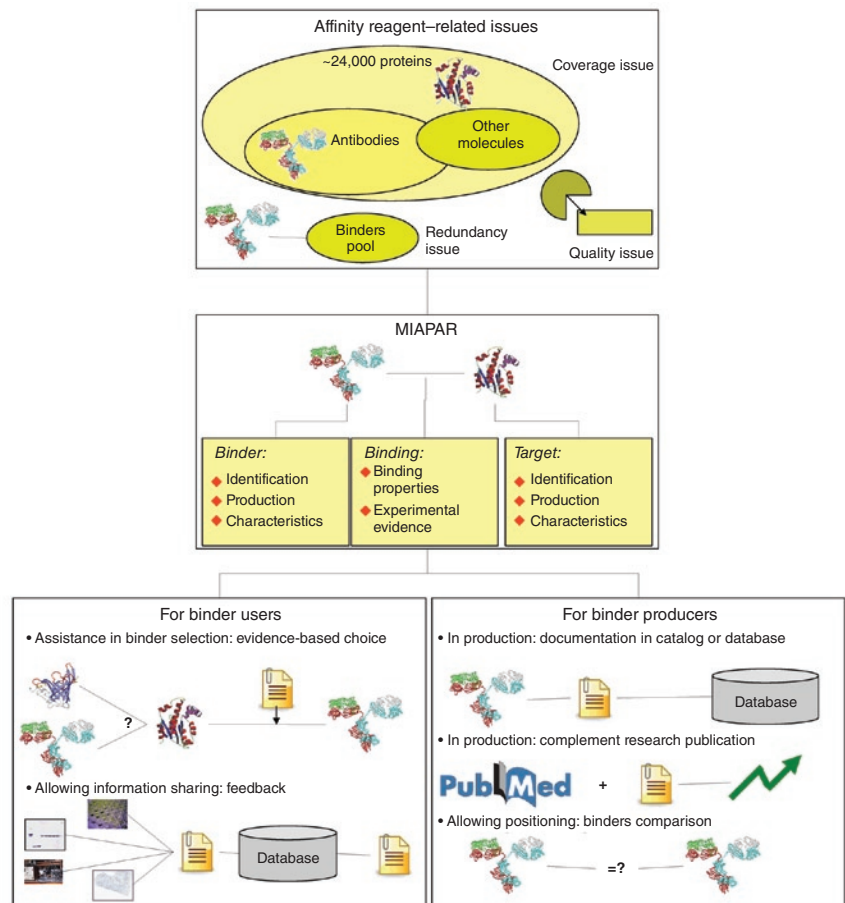 Affinity reagent–related issues
~24,000 proteins
Coverage issue
Antibodies
Other
molecules
Binders
pool
Redundancy
issue
Quality issue
MIAPAR
Binder:
◆ Identification
◆ Production
◆ Characteristics
Binding:
◆ Binding
properties
◆ Experimental
evidence
Target:
◆ Identification
◆ Production
◆ Characteristics
For binder users
• Assistance in binder selection: evidence-based choice
?
• Allowing information sharing: feedback
Database
For binder producers
• In production: documentation in catalog or database
Database
• In production: complement research publication
PubMed
+
• Allowing positioning: binders comparison
=?